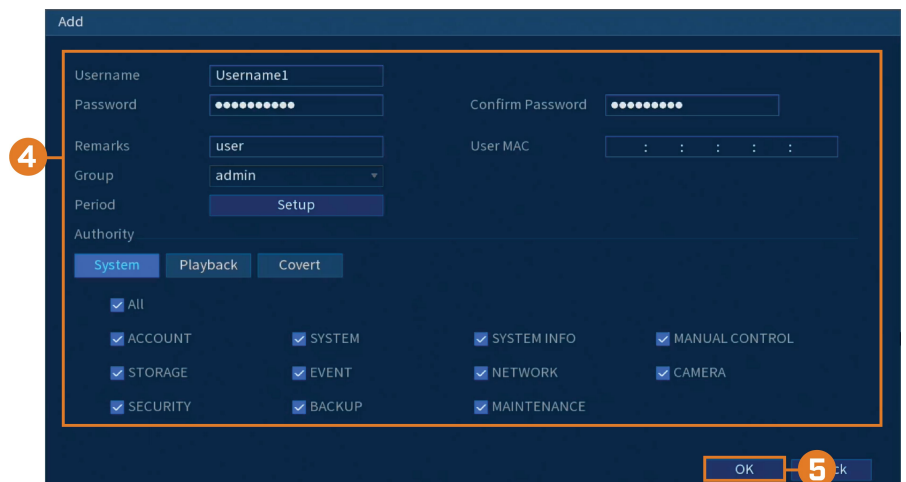 Add
Username Username1
Password ●●●●●●●●●● Confirm Password ●●●●●●●●●
Remarks user User MAC : : : : :
4
Group admin
Period Setup
Authority
System Playback Covert
All
ACCOUNT SYSTEM SYSTEM INFO MANUAL CONTROL
STORAGE EVENT NETWORK CAMERA
SECURITY BACKUP MAINTENANCE
OK 5